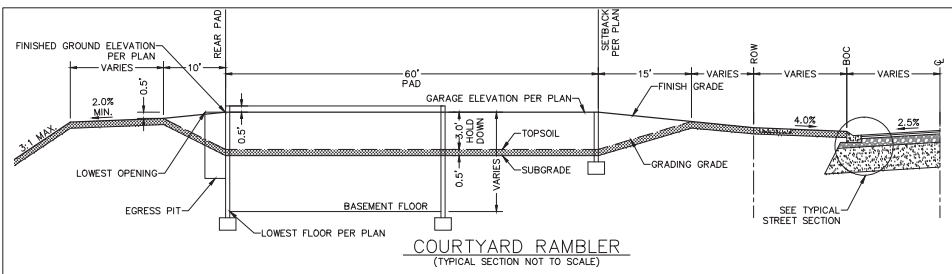 REAR PAD
SETBACK
PER PLAN
FINISHED GROUND ELEVATION
PER PLAN
VARIES
10'
60'
PAD
15'
VARIES
ROW
VARIES
BOC
VARIES
℄
0.5'
2.0%
MIN.
3:1 MAX
0.5'
GARAGE ELEVATION PER PLAN
3.0'
HOLD
DOWN
FINISH GRADE
4.0%
2.5%
TOPSOIL
SUBGRADE
0.5'
VARIES
GRADING GRADE
LOWEST OPENING
EGRESS PIT
BASEMENT FLOOR
LOWEST FLOOR PER PLAN
SEE TYPICAL
STREET SECTION
COURTYARD RAMBLER
(TYPICAL SECTION NOT TO SCALE)